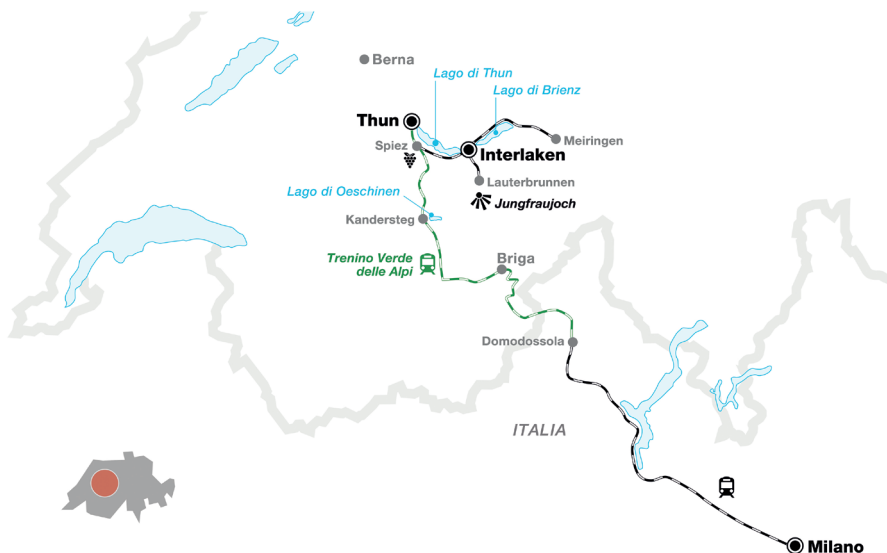 Berna
Lago di Thun
Lago di Brienz
Thun
Spiez
Interlaken
Meiringen
Lauterbrunnen
Lago di Oeschinen
Jungfraujoch
Kandersteg
Trenino Verde
delle Alpi
Briga
Domodossola
ITALIA
Milano